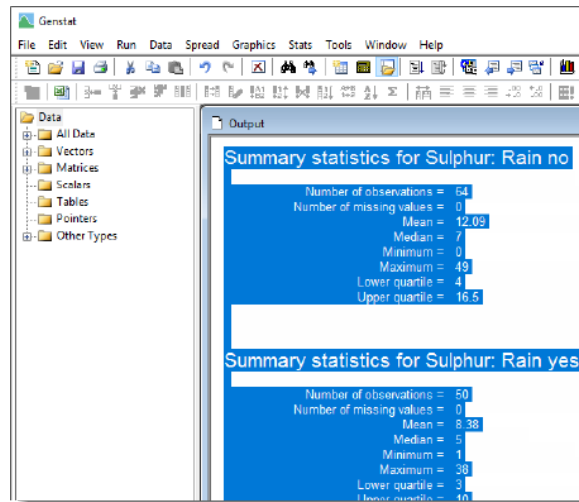 Genstat
File Edit View Run Data Spread Graphics Stats Tools Window Help
Data
All Data
Vectors
Matrices
Scalars
Tables
Pointers
Other Types
Output
Summary statistics for Sulphur: Rain no
Number of observations = 64
Number of missing values = 0
Mean = 12.09
Median = 7
Minimum = 0
Maximum = 49
Lower quartile = 4
Upper quartile = 16.5
Summary statistics for Sulphur: Rain yes
Number of observations = 50
Number of missing values = 0
Mean = 8.38
Median = 5
Minimum = 1
Maximum = 38
Lower quartile = 3
Upper quartile = 10